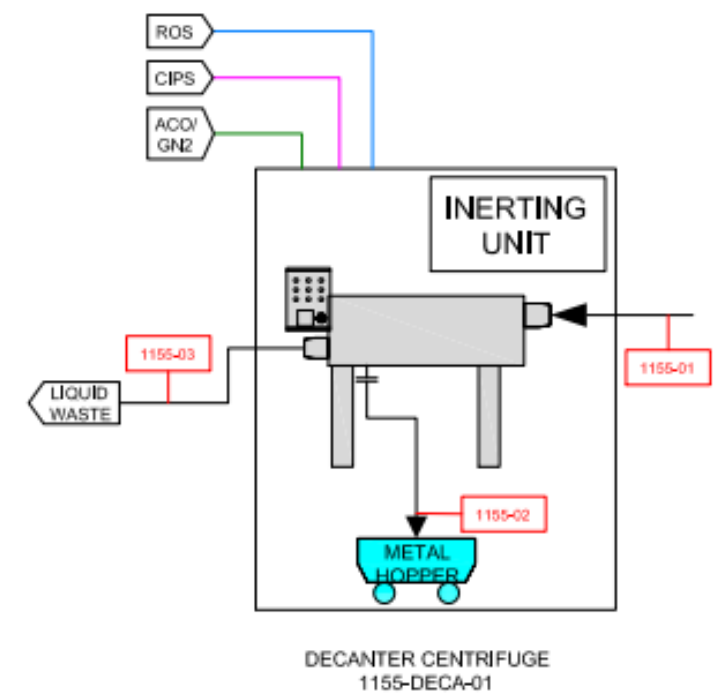 ROS
CIPS
ACO/
GN2
INERTING
UNIT
1155-03
1155-01
LIQUID
WASTE
1155-02
METAL
HOPPER
DECANTER CENTRIFUGE
1155-DECA-01